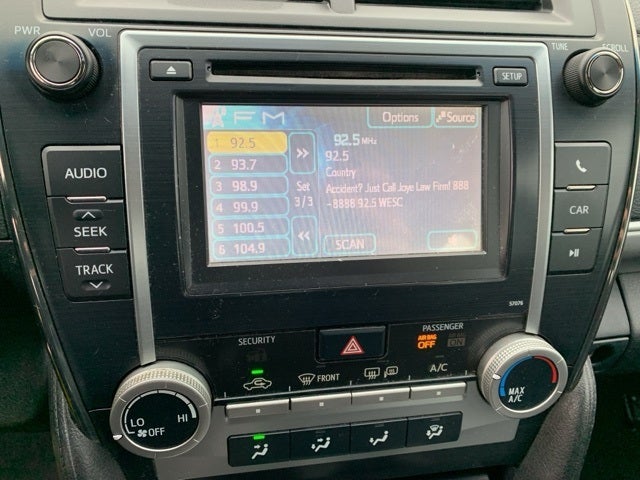 PWR VOL
TUNE SCROLL
SETUP
FM
Options
Source
1 92.5
2 93.7
3 98.9
4 99.9
5 100.5
6 104.9
Set
3/3
92.5 MHz
92.5
Country
Accident? Just Call Joye Law Firm! 888
-8888 92.5 WESC
SCAN
AUDIO
SEEK
TRACK
CAR
57076
SECURITY
PASSENGER
AIR BAG
OFF
AIR BAG
ON
FRONT
A/C
LO HI
OFF
MAX
A/C